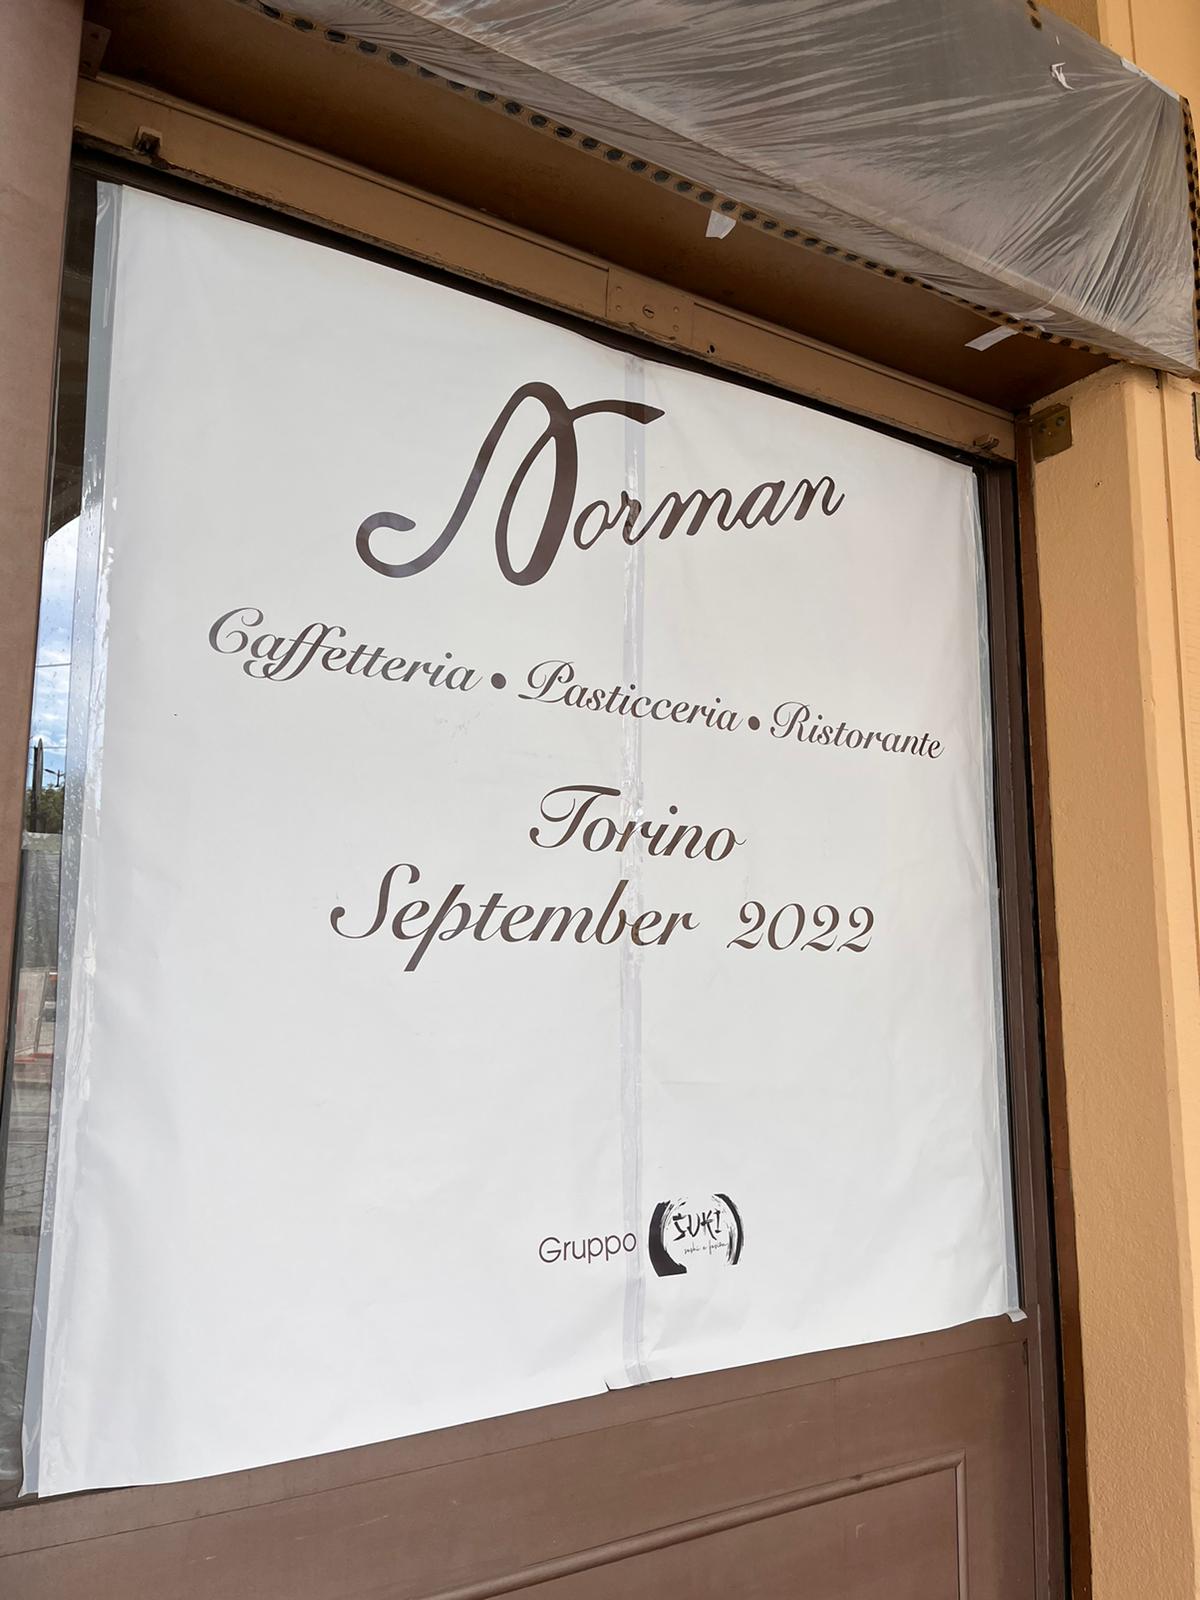 Norman
Caffetteria • Pasticceria • Ristorante
Torino
September 2022
Gruppo SUKI